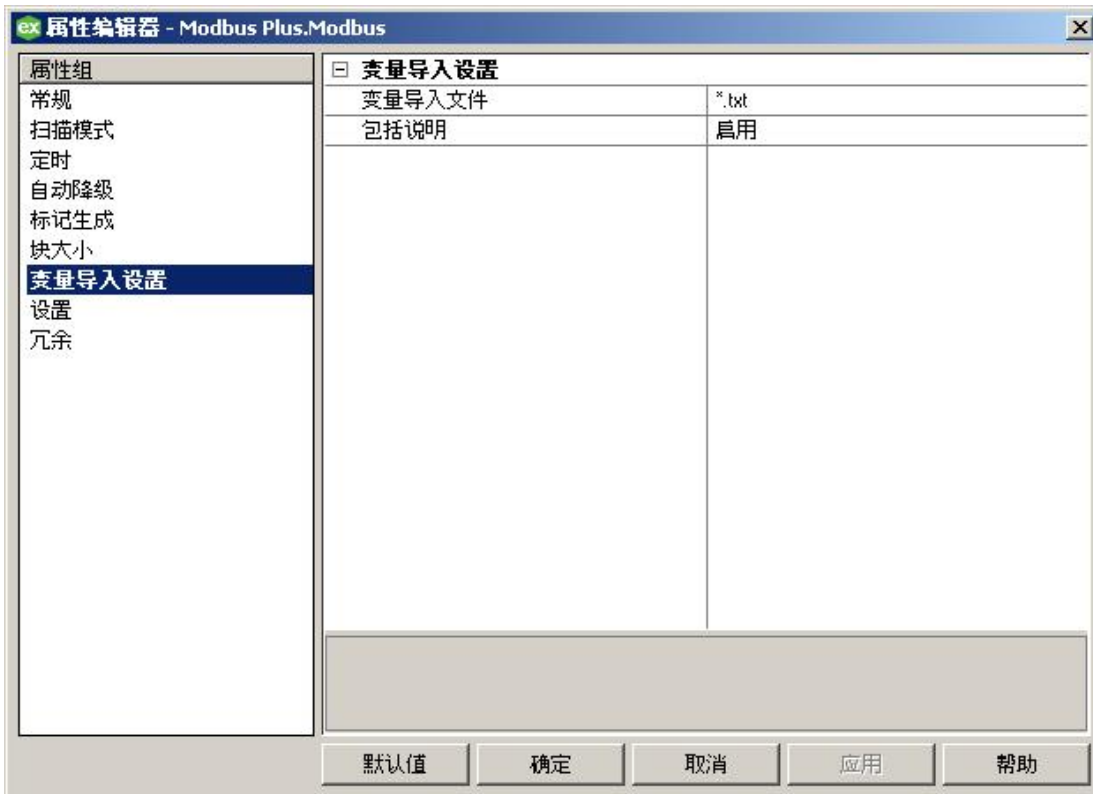 ex 属性编辑器 - Modbus Plus.Modbus
属性组
常规
扫描模式
定时
自动降级
标记生成
块大小
变量导入设置
设置
冗余
变量导入设置
变量导入文件 *.txt
包括说明 启用
默认值 确定 取消 应用 帮助